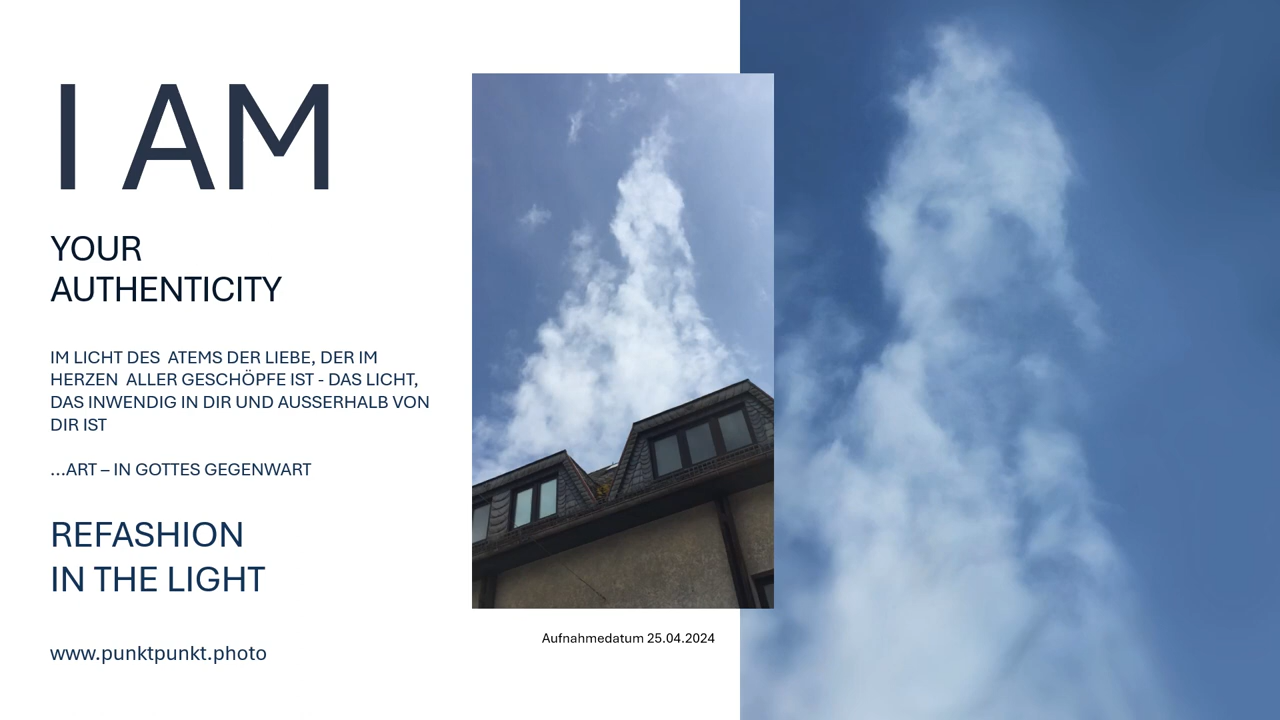 I AM
YOUR
AUTHENTICITY
IM LICHT DES  ATEMS DER LIEBE, DER IM
HERZEN  ALLER GESCHÖPFE IST - DAS LICHT,
DAS INWENDIG IN DIR UND AUSSERHALB VON
DIR IST
...ART – IN GOTTES GEGENWART
REFASHION
IN THE LIGHT
www.punktpunkt.photo
Aufnahmedatum 25.04.2024